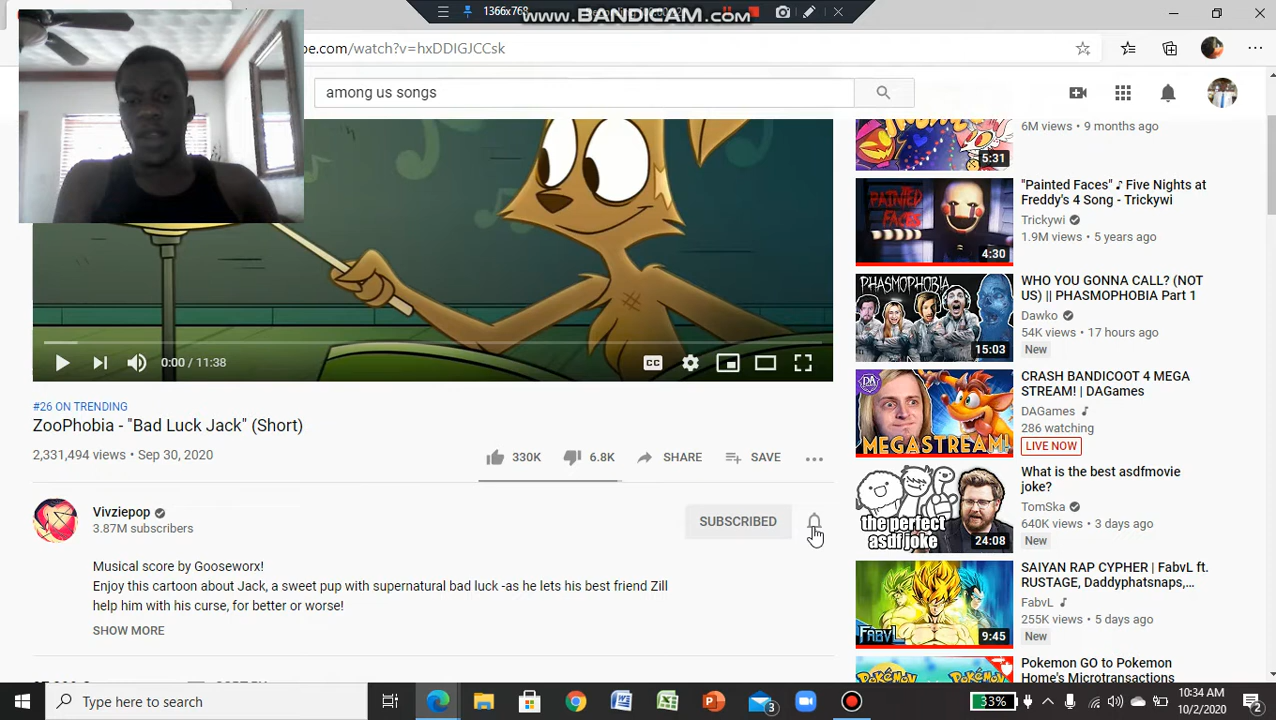 1366x768
www.BANDICAM.com
be.com/watch?v=hxDDIGJCCsk
among us songs
6M views • 9 months ago
5:31
"Painted Faces" ♪ Five Nights at
Freddy's 4 Song - Trickywi
Trickywi
1.9M views • 5 years ago
PAINTED
FACES
4:30
PHASMOPHOBIA
WHO YOU GONNA CALL? (NOT
US) || PHASMOPHOBIA Part 1
Dawko
54K views • 17 hours ago
New
15:03
0:00 / 11:38
CC
CRASH BANDICOOT 4 MEGA
STREAM! | DAGames
DAGames
286 watching
LIVE NOW
DA
MEGASTREAM!
#26 ON TRENDING
ZooPhobia - "Bad Luck Jack" (Short)
2,331,494 views • Sep 30, 2020
330K
6.8K
SHARE
SAVE
What is the best asdfmovie
joke?
TomSka
640K views • 3 days ago
New
the perfect
asdf joke
24:08
Vivziepop
3.87M subscribers
SUBSCRIBED
Musical score by Gooseworx!
Enjoy this cartoon about Jack, a sweet pup with supernatural bad luck -as he lets his best friend Zill
help him with his curse, for better or worse!
SHOW MORE
SAIYAN RAP CYPHER | FabvL ft.
RUSTAGE, Daddyphatsnaps,...
FabvL
255K views • 5 days ago
New
FABVL
9:45
Pokemon GO to Pokemon
Type here to search
3
33%
10:34 AM
10/2/2020
2